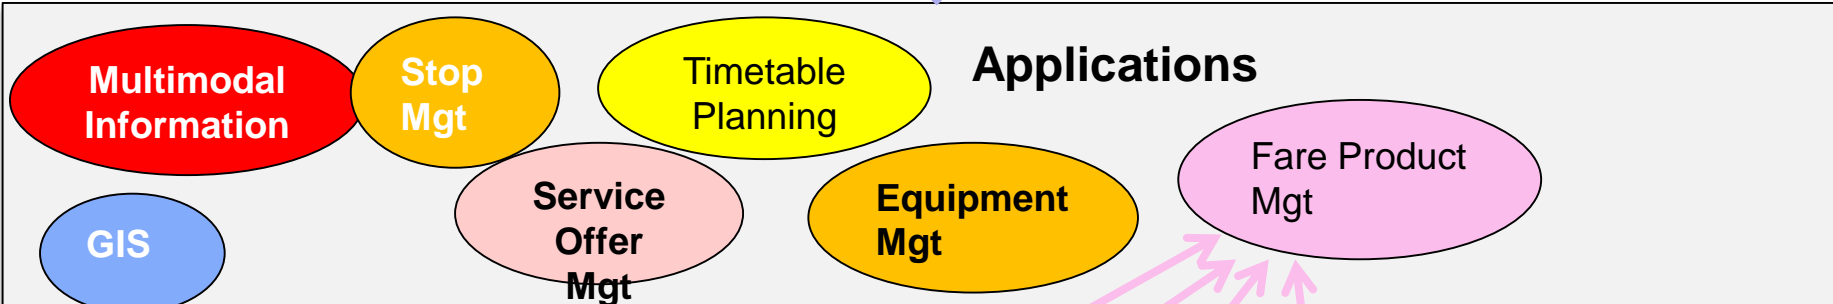 Multimodal
Information
Stop
Mgt
Timetable
Planning
Applications
Fare Product
Mgt
Service
Offer
Mgt
Equipment
Mgt
GIS